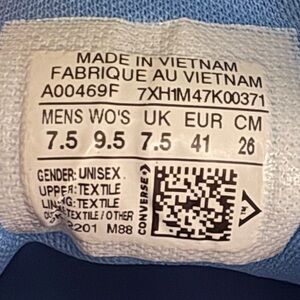 MADE IN VIETNAM
FABRIQUE AU VIETNAM
A00469F 7XH1M47K00371
MENS WO'S UK EUR CM
7.5 9.5 7.5 41 26
GENDER: UNISEX
UPPER: TEXTILE
TEXTILE
TEXTILE / OTHER
2201 M88
CONVERSE